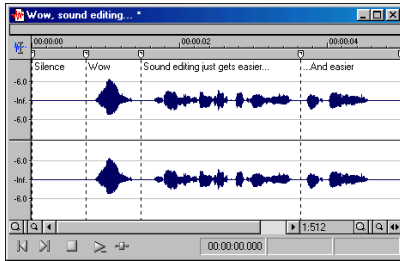 Wow, sound editing... *
00:00:00 00:00:02 00:00:04
Silence Wow Sound editing just gets easier... ...And easier
-6.0
-Inf.
-6.0
-6.0
-Inf.
-6.0
1:512
00:00:00.000